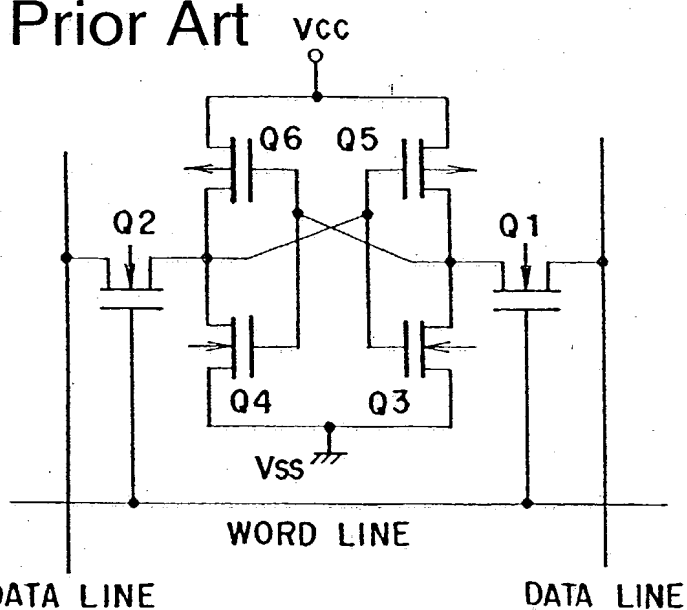 Prior Art
VCC
Q6
Q5
Q2
Q1
Q4
Q3
VSS
WORD LINE
DATA LINE
DATA LINE